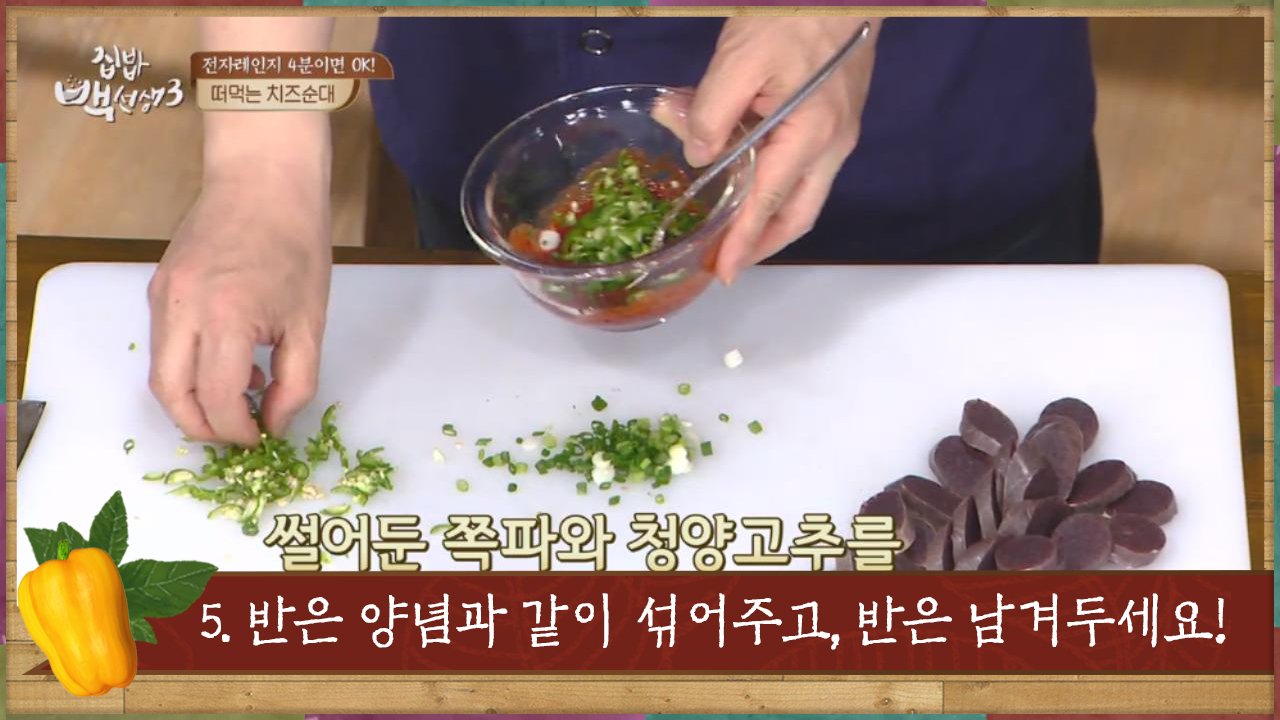 집밥
백선생3
전자레인지 4분이면 OK!
떠먹는 치즈순대
썰어둔 쪽파와 청양고추를
5. 반은 양념과 같이 섞어주고, 반은 남겨두세요!